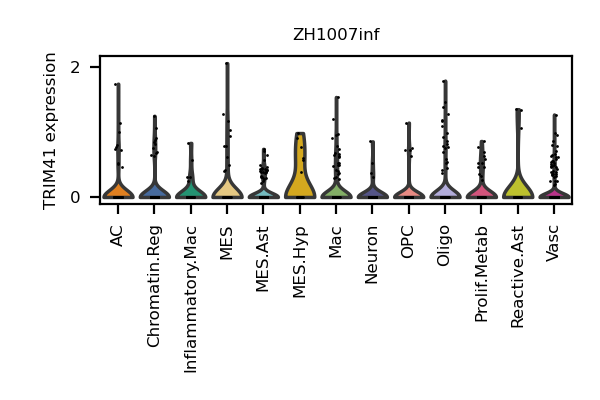 ZH1007inf
TRIM41 expression
2
0
AC
Chromatin.Reg
Inflammatory.Mac
MES
MES.Ast
MES.Hyp
Mac
Neuron
OPC
Oligo
Prolif.Metab
Reactive.Ast
Vasc